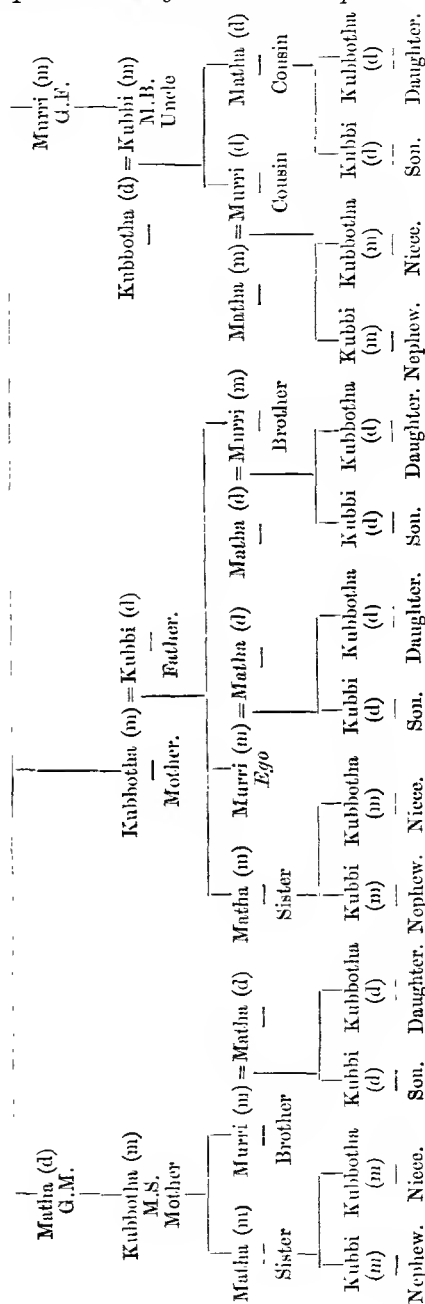 Matha (d) Murri (m)
G.M. G.F.
Kubbotha (m) Kubbotha (m) = Kubbi (d) Kubbotha (d) = Kubbi (m)
M.S. M.B.
Mother Mother. Father. Uncle
Matha (m) Murri (m) = Matha (d) Matha (m) Murri (m) = Matha (d) Matha (d) = Murri (m) Matha (m) = Murri (d) Matha (d)
Sister Brother Sister Ego Brother Cousin Cousin
Kubbi Kubbotha Kubbi Kubbotha Kubbi Kubbotha Kubbi Kubbotha Kubbi Kubbotha Kubbi Kubbotha Kubbi Kubbotha
(m) (m) (d) (d) (m) (m) (d) (d) (d) (d) (m) (m) (d) (d)
Nephew. Niece. Son. Daughter. Nephew. Niece. Son. Daughter. Son. Daughter. Nephew. Niece. Son. Daughter.